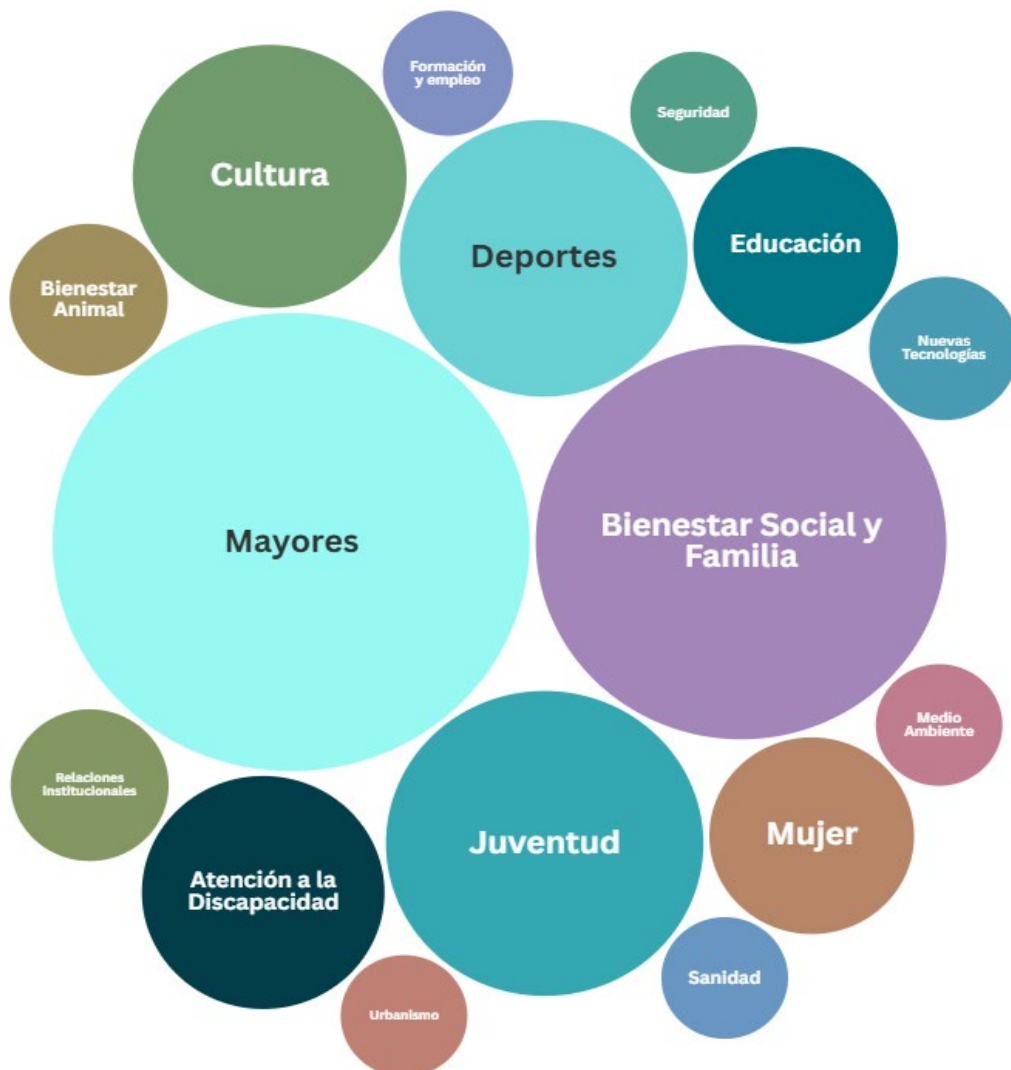 Formación
y empleo
Seguridad
Cultura
Educación
Deportes
Bienestar
Animal
Nuevas
Tecnologías
Bienestar Social y
Familia
Mayores
Medio
Ambiente
Relaciones
institucionales
Juventud
Mujer
Atención a la
Discapacidad
Sanidad
Urbanismo